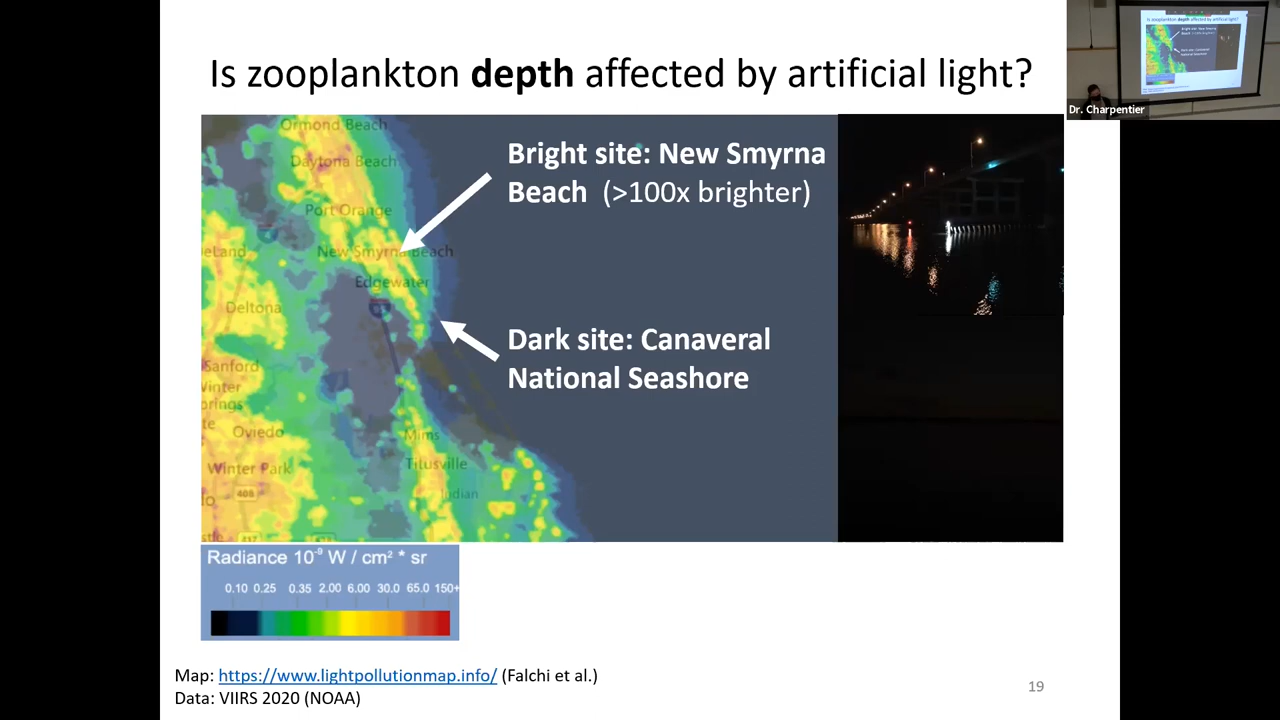 Is zooplankton depth affected by artificial light?
Dr. Charpentier
Ormond Beach
Daytona Beach
Port Orange
eLand
New Smyrna Beach
Edgewater
Deltona
Sanford
Winter
prings
Oviedo
Winter Park
408
Mims
Titusville
Indian
Bright site: New Smyrna
Beach (>100x brighter)
Dark site: Canaveral
National Seashore
Radiance 10⁻⁹ W / cm² * sr
0.10 0.25 0.35 2.00 6.00 30.0 65.0 150+
Map: https://www.lightpollutionmap.info/ (Falchi et al.)
Data: VIIRS 2020 (NOAA)
19